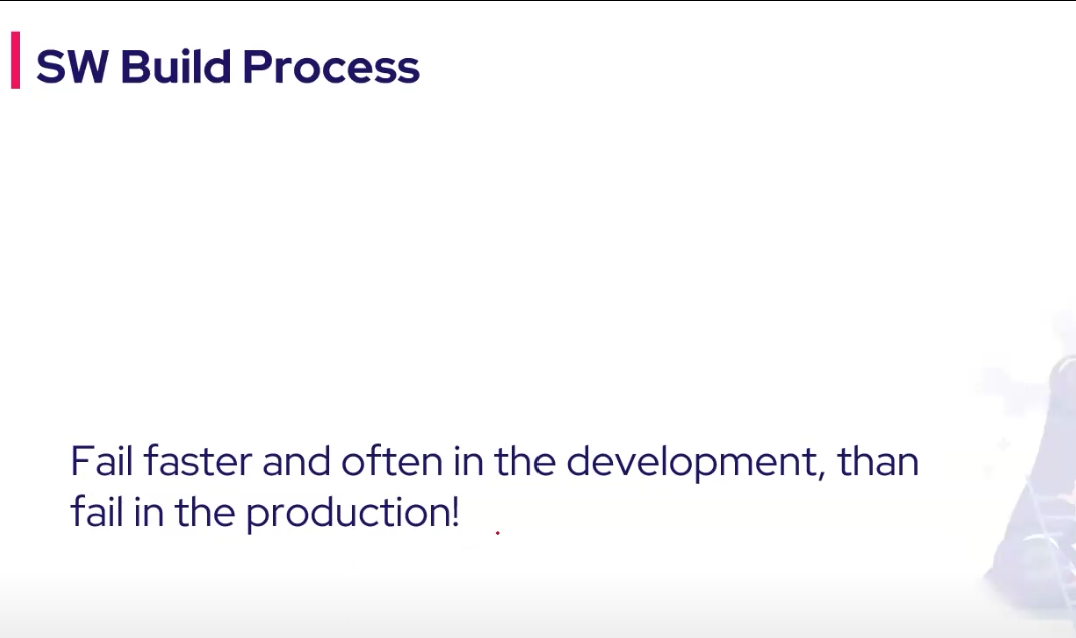 SW Build Process
Fail faster and often in the development, than
fail in the production!